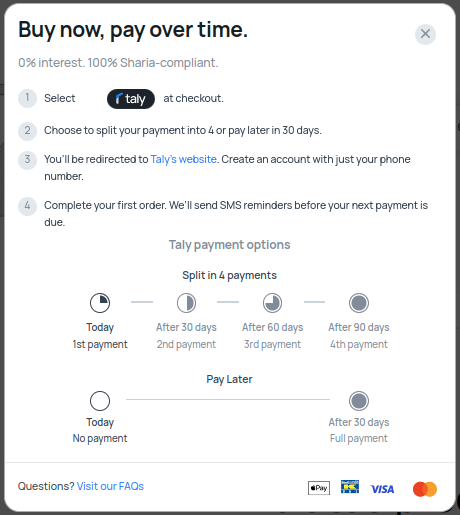 Buy now, pay over time.
0% interest. 100% Sharia-compliant.
1 Select taly at checkout.
2 Choose to split your payment into 4 or pay later in 30 days.
3 You'll be redirected to Taly's website. Create an account with just your phone
number.
4 Complete your first order. We'll send SMS reminders before your next payment is
due.
Taly payment options
Split in 4 payments
Today After 30 days After 60 days After 90 days
1st payment 2nd payment 3rd payment 4th payment
Pay Later
Today After 30 days
No payment Full payment
Questions? Visit our FAQs
Pay VISA